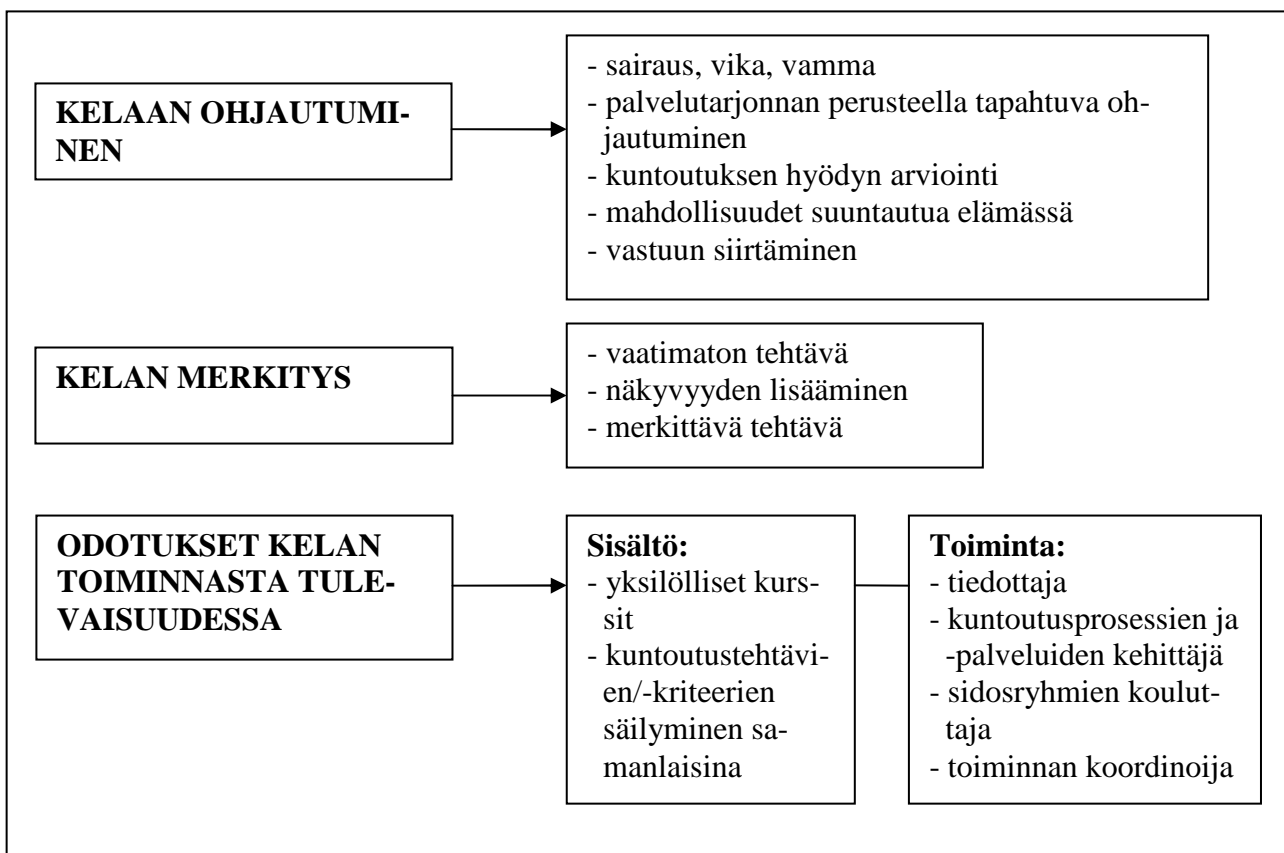 KELAAN OHJAUTUMI-
NEN
- sairaus, vika, vamma
- palvelutarjonnan perusteella tapahtuva oh-
jautuminen
- kuntoutuksen hyödyn arviointi
- mahdollisuudet suuntautua elämässä
- vastuun siirtäminen
KELAN MERKITYS
- vaatimaton tehtävä
- näkyvyyden lisääminen
- merkittävä tehtävä
ODOTUKSET KELAN
TOIMINNASTA TULE-
VAISUUDESSA
Sisältö:
- yksilölliset kurs-
sit
- kuntoutustehtävi-
en/-kriteerien
säilyminen sa-
manlaisina
Toiminta:
- tiedottaja
- kuntoutusprosessien ja
-palveluiden kehittäjä
- sidosryhmien koulut-
taja
- toiminnan koordinoija